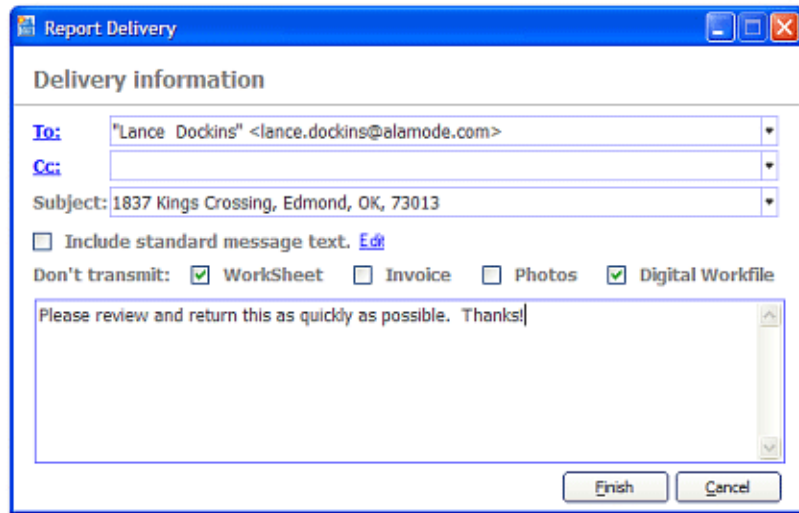 Report Delivery
Delivery information
To: "Lance  Dockins" <lance.dockins@alamode.com>
Cc:
Subject: 1837 Kings Crossing, Edmond, OK, 73013
Include standard message text. Edit
Don't transmit: WorkSheet Invoice Photos Digital Workfile
Please review and return this as quickly as possible.  Thanks!
Finish Cancel